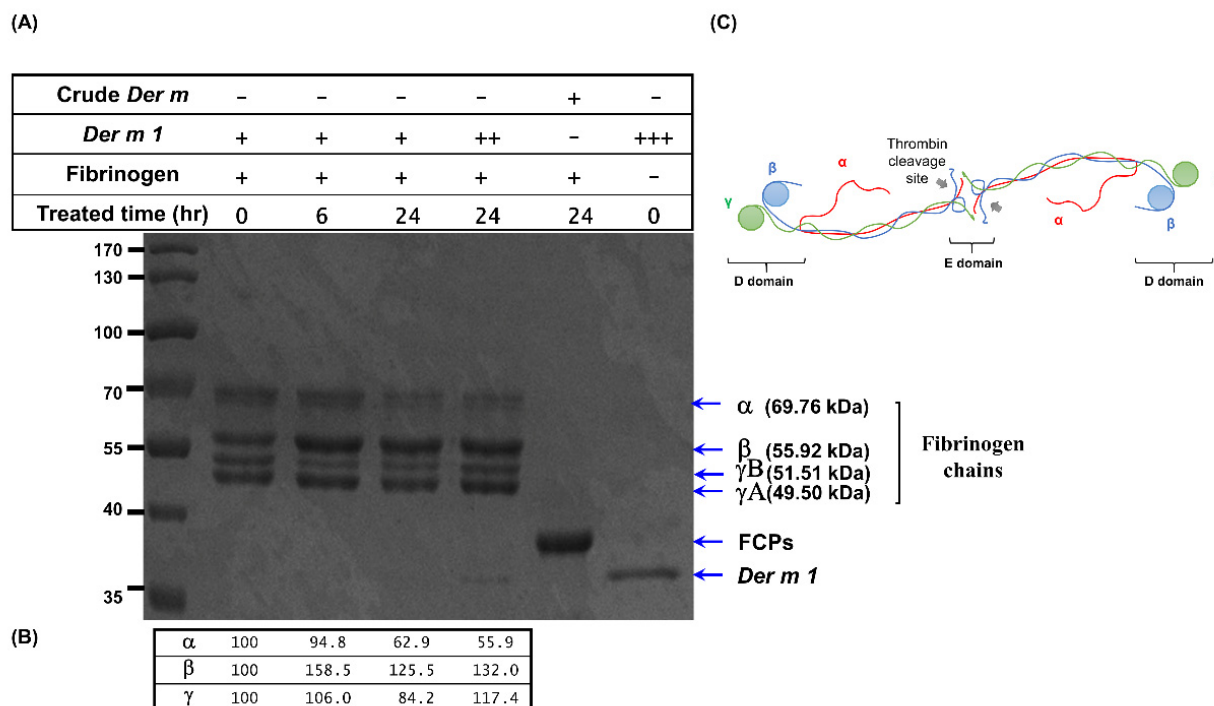 (A)
Crude Der m – – – – + –
Der m 1 + + + ++ – +++
Fibrinogen + + + + + –
Treated time (hr) 0 6 24 24 24 0
170
130
100
70
55
40
35
α (69.76 kDa)
β (55.92 kDa)
γB (51.51 kDa)
γA (49.50 kDa)
Fibrinogen
chains
FCPs
Der m 1
(B)
α 100 94.8 62.9 55.9
β 100 158.5 125.5 132.0
γ 100 106.0 84.2 117.4
(C)
Thrombin
cleavage
site
β
α
γ
α
β
E domain
D domain
D domain